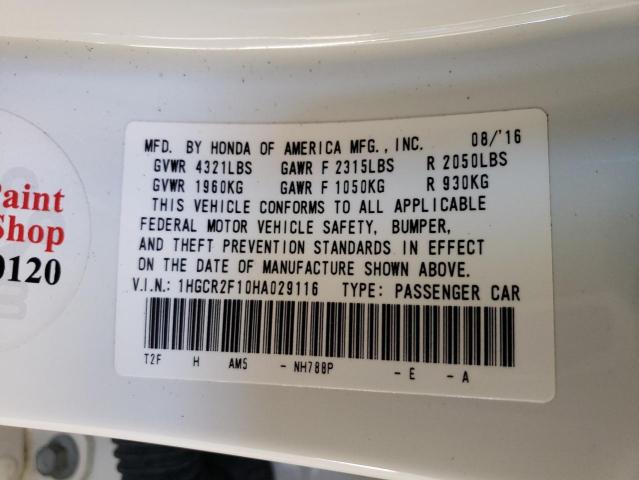 MFD. BY HONDA OF AMERICA MFG., INC. 08/'16
GVWR 4321LBS GAWR F 2315LBS R 2050LBS
GVWR 1960KG GAWR F 1050KG R 930KG
THIS VEHICLE CONFORMS TO ALL APPLICABLE
FEDERAL MOTOR VEHICLE SAFETY, BUMPER,
AND THEFT PREVENTION STANDARDS IN EFFECT
ON THE DATE OF MANUFACTURE SHOWN ABOVE.
V.I.N.: 1HGCR2F10HA029116 TYPE: PASSENGER CAR
T2F H AM5 - NH788P - E - A
Paint
Shop
0120